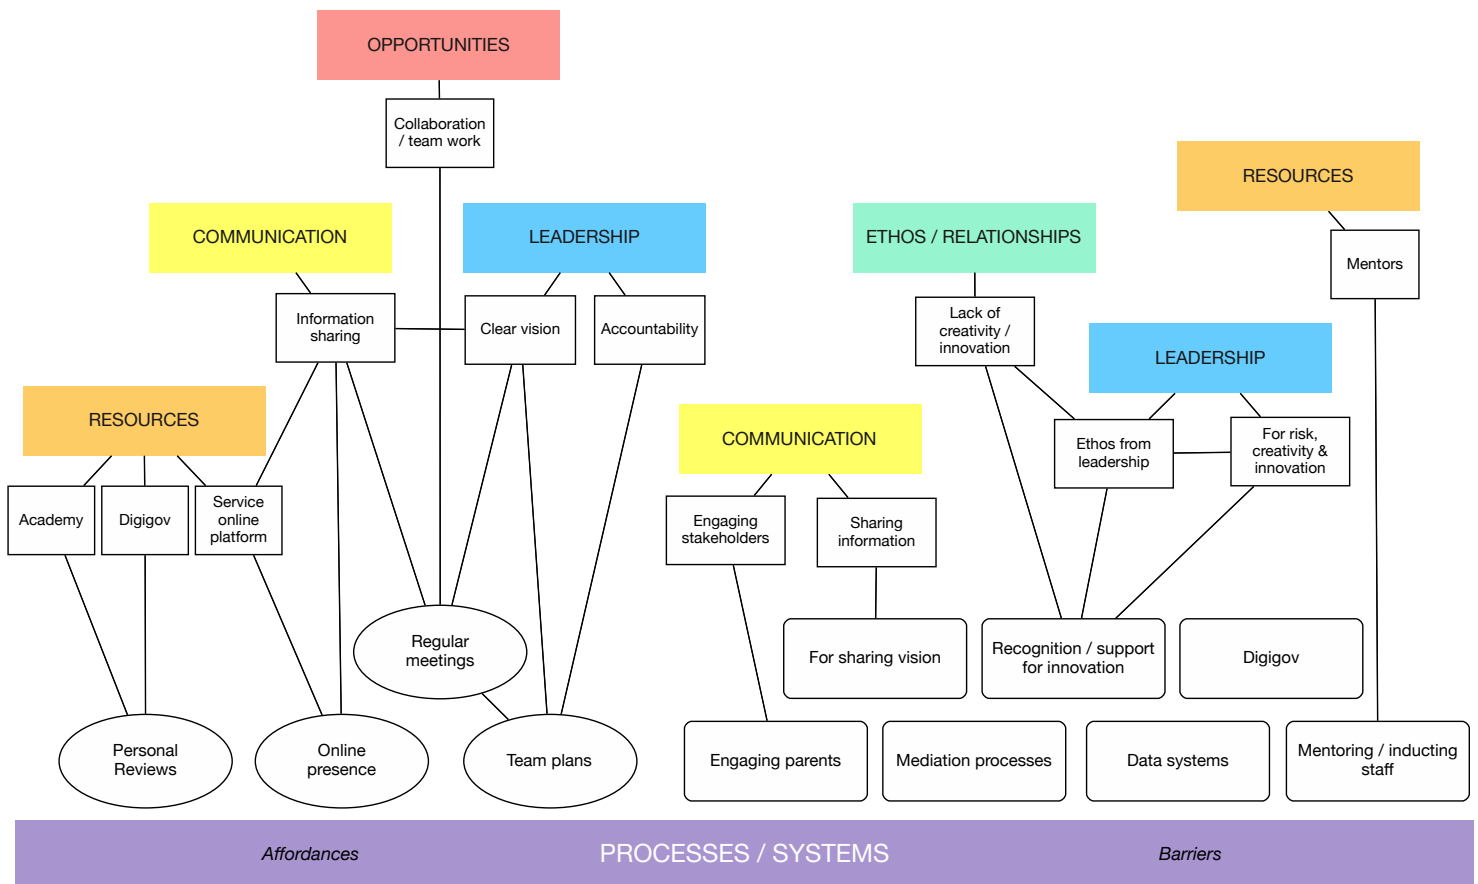 OPPORTUNITIES
Collaboration
/ team work
RESOURCES
COMMUNICATION
LEADERSHIP
ETHOS / RELATIONSHIPS
Mentors
Information
sharing
Clear vision
Accountability
Lack of
creativity /
innovation
LEADERSHIP
RESOURCES
COMMUNICATION
Ethos from
leadership
For risk,
creativity &
innovation
Academy
Digigov
Service
online
platform
Engaging
stakeholders
Sharing
information
Regular
meetings
For sharing vision
Recognition / support
for innovation
Digigov
Personal
Reviews
Online
presence
Team plans
Engaging parents
Mediation processes
Data systems
Mentoring / inducting
staff
Affordances
PROCESSES / SYSTEMS
Barriers